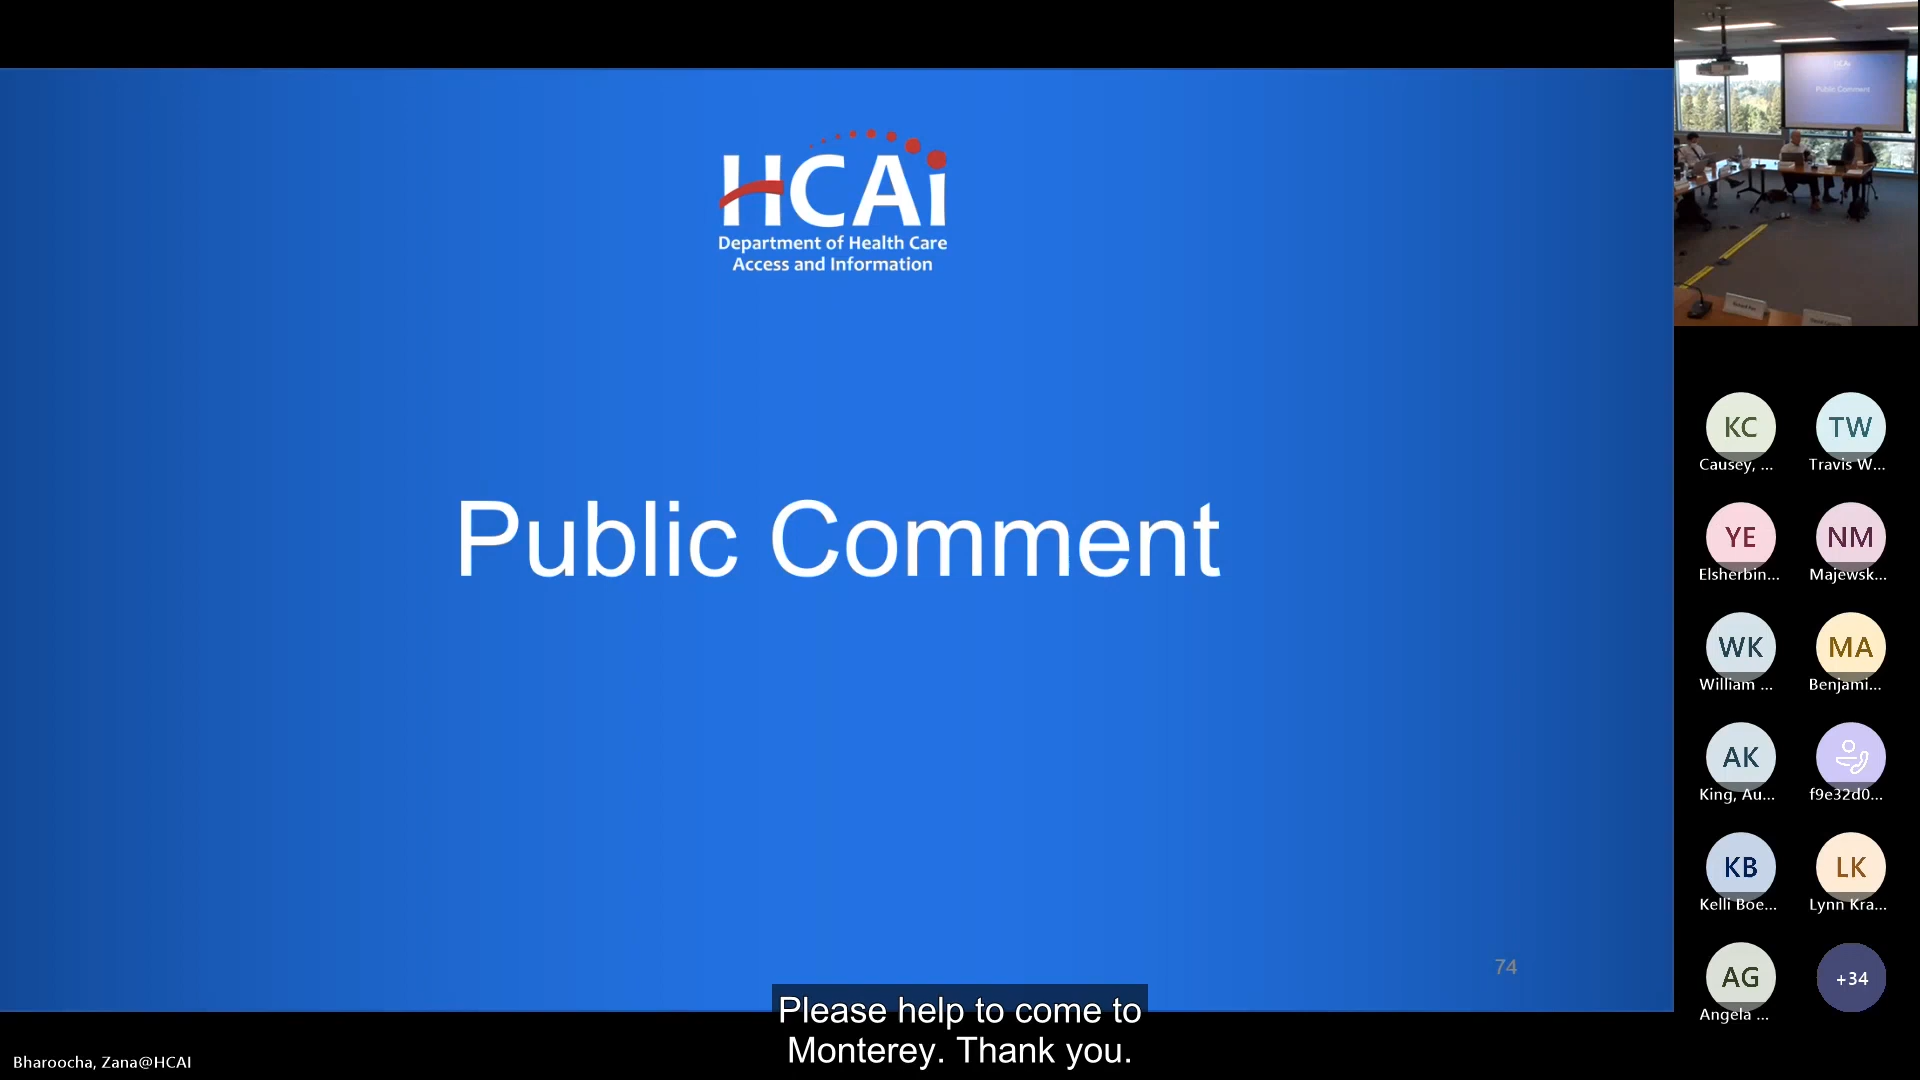 HCAi
Department of Health Care
Access and Information
Public Comment
74
Please help to come to
Monterey. Thank you.
Bharoocha, Zana@HCAI
Public Comment
KC
TW
Causey, ...
Travis W...
YE
NM
Elsherbin...
Majewsk...
WK
MA
William ...
Benjami...
AK
King, Au...
f9e32d0...
KB
LK
Kelli Boe...
Lynn Kra...
AG
+34
Angela ...